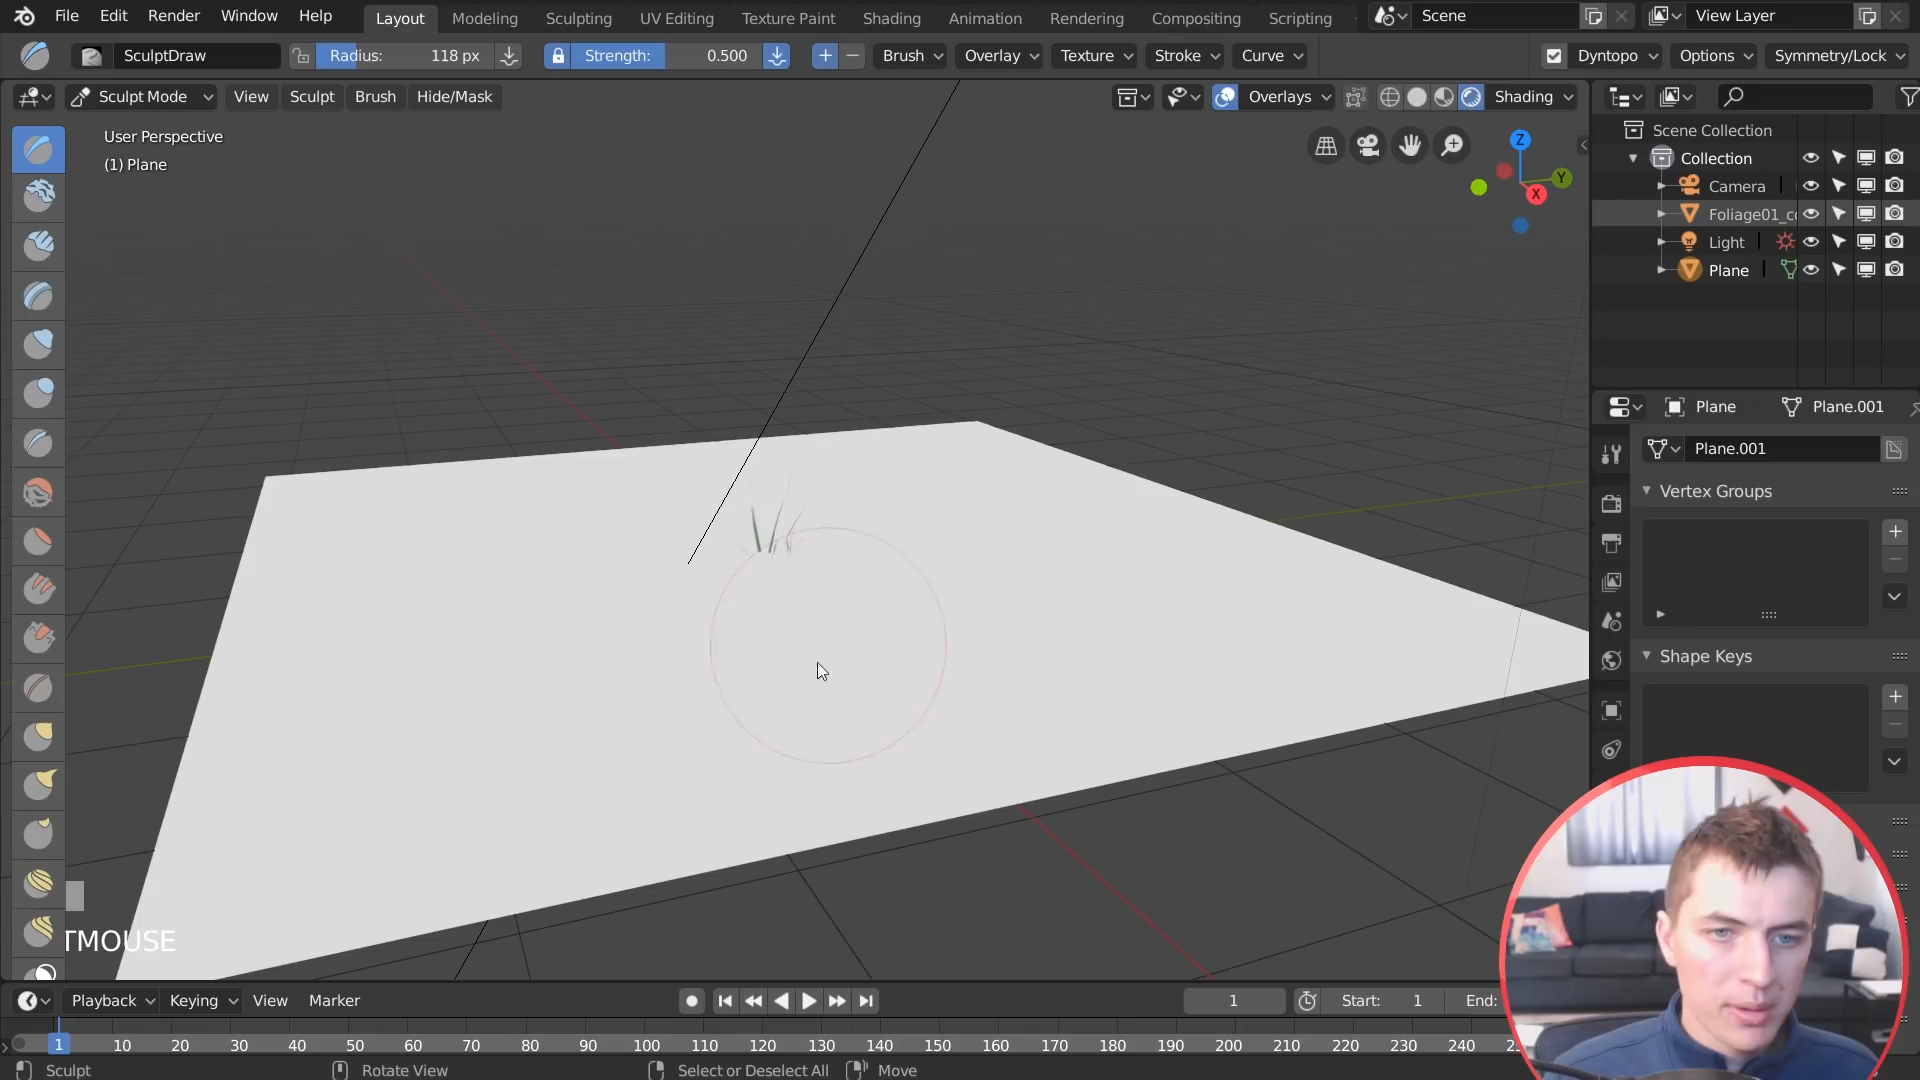 File Edit Render Window Help Layout Modeling Sculpting UV Editing Texture Paint Shading Animation Rendering Compositing Scripting Scene View Layer
SculptDraw Radius: 118 px Strength: 0.500 + − Brush Overlay Texture Stroke Curve Dyntopo Options Symmetry/Lock
Sculpt Mode View Sculpt Brush Hide/Mask Overlays Shading
User Perspective
(1) Plane
Z
Y
X
Scene Collection
Collection
Camera
Foliage01_c
Light
Plane
Plane Plane.001
Plane.001
Vertex Groups
Shape Keys
TMOUSE
Playback Keying View Marker 1 Start: 1 End:
1 10 20 30 40 50 60 70 80 90 100 110 120 130 140 150 160 170 180 190 200 210 220 230 240
Sculpt Rotate View Select or Deselect All Move